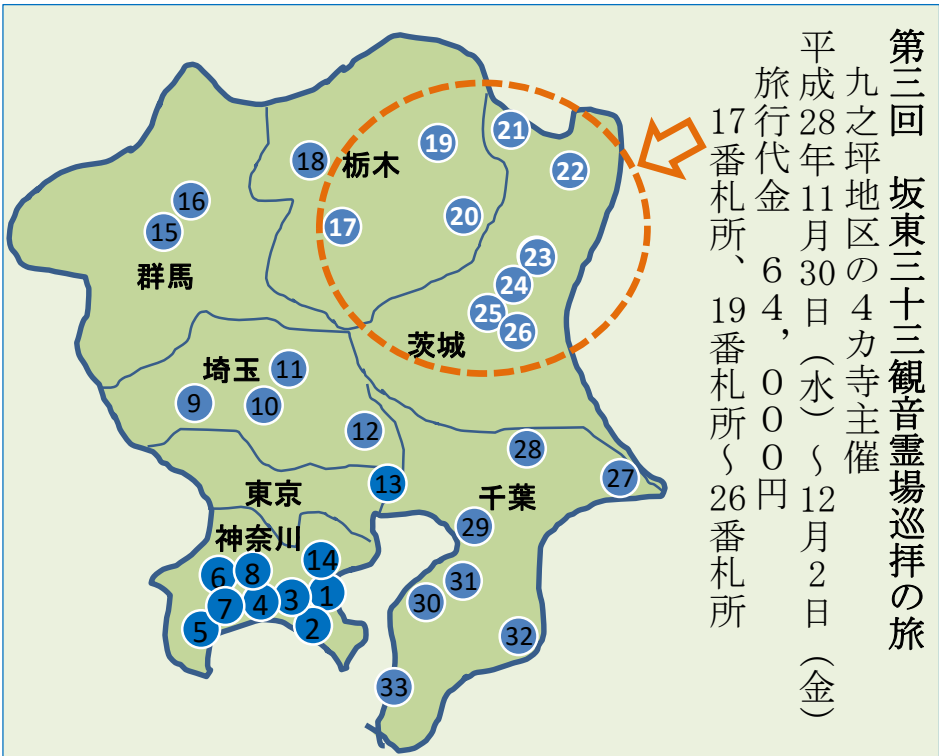 第三回　坂東三十三観音霊場巡拝の旅
九之坪地区の４カ寺主催
平成28年11月30日（水）～12月２日（金）
旅行代金　６４，０００円
17番札所、19番札所～26番札所
21
19
22
18
栃木
16
20
17
15
23
群馬
24
25
26
茨城
埼玉
11
9
10
12
28
27
13
東京
千葉
29
神奈川
14
8
6
31
1
3
4
7
30
2
5
32
33